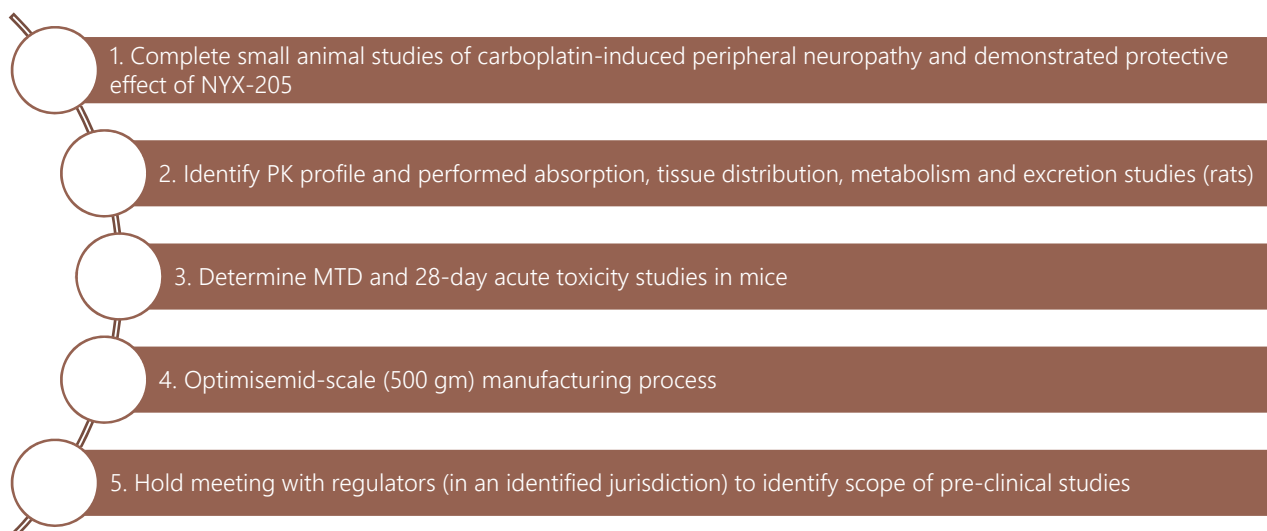 1. Complete small animal studies of carboplatin-induced peripheral neuropathy and demonstrated protective
effect of NYX-205
2. Identify PK profile and performed absorption, tissue distribution, metabolism and excretion studies (rats)
3. Determine MTD and 28-day acute toxicity studies in mice
4. Optimisemid-scale (500 gm) manufacturing process
5. Hold meeting with regulators (in an identified jurisdiction) to identify scope of pre-clinical studies